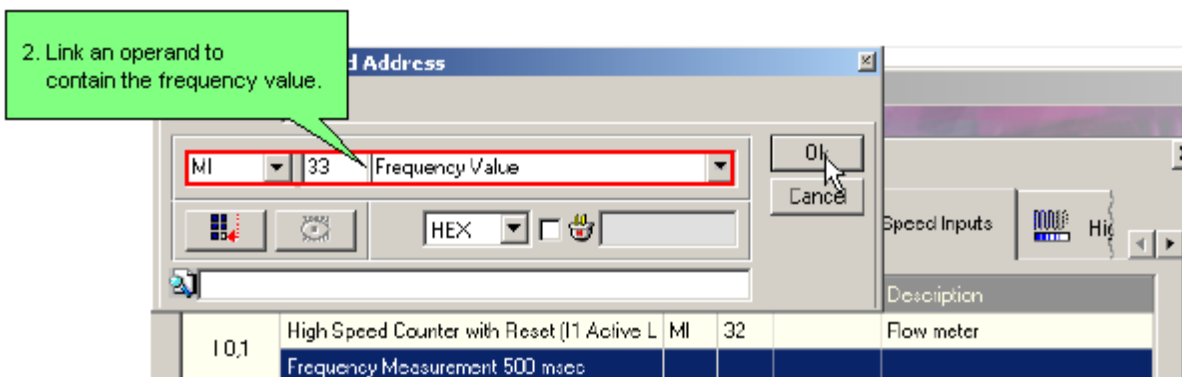 2. Link an operand to
contain the frequency value.
d Address
MI 33 Frequency Value
Ok
Cancel
HEX
Speed Inputs
Hig
Description
I 0,1
High Speed Counter with Reset (I1 Active L MI 32 Flow meter
Frequency Measurement 500 msec